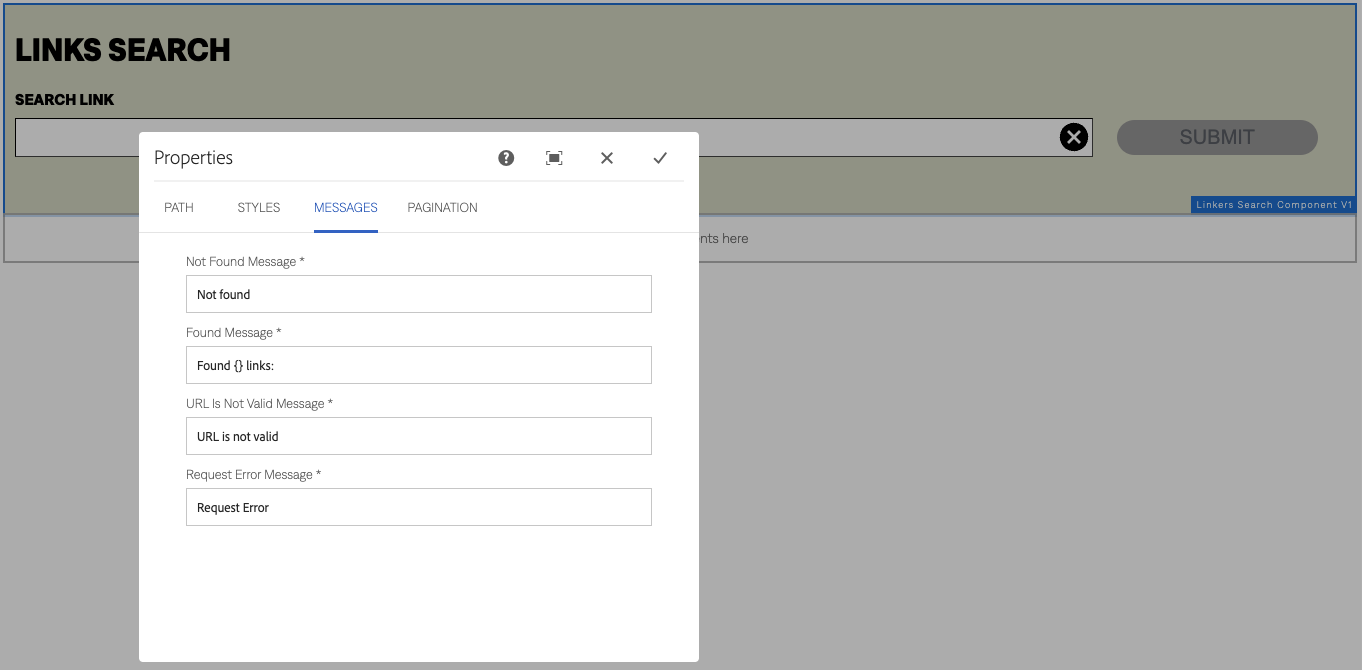 LINKS SEARCH
SEARCH LINK
SUBMIT
Properties
PATH STYLES MESSAGES PAGINATION
Linkers Search Component V1
here
Not Found Message *
Not found
Found Message *
Found {} links:
URL Is Not Valid Message *
URL is not valid
Request Error Message *
Request Error